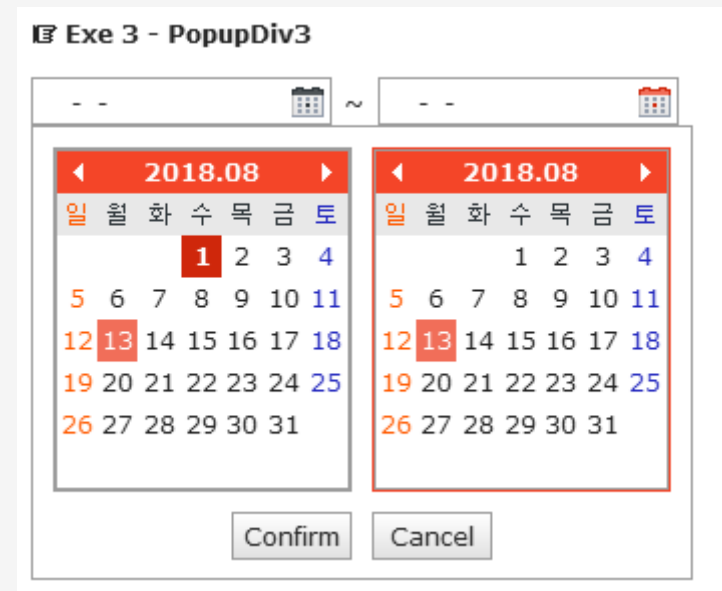 ☞ Exe 3 - PopupDiv3
- - ~ - -
2018.08 2018.08
일 월 화 수 목 금 토 일 월 화 수 목 금 토
1 2 3 4 1 2 3 4
5 6 7 8 9 10 11 5 6 7 8 9 10 11
12 13 14 15 16 17 18 12 13 14 15 16 17 18
19 20 21 22 23 24 25 19 20 21 22 23 24 25
26 27 28 29 30 31 26 27 28 29 30 31
Confirm Cancel